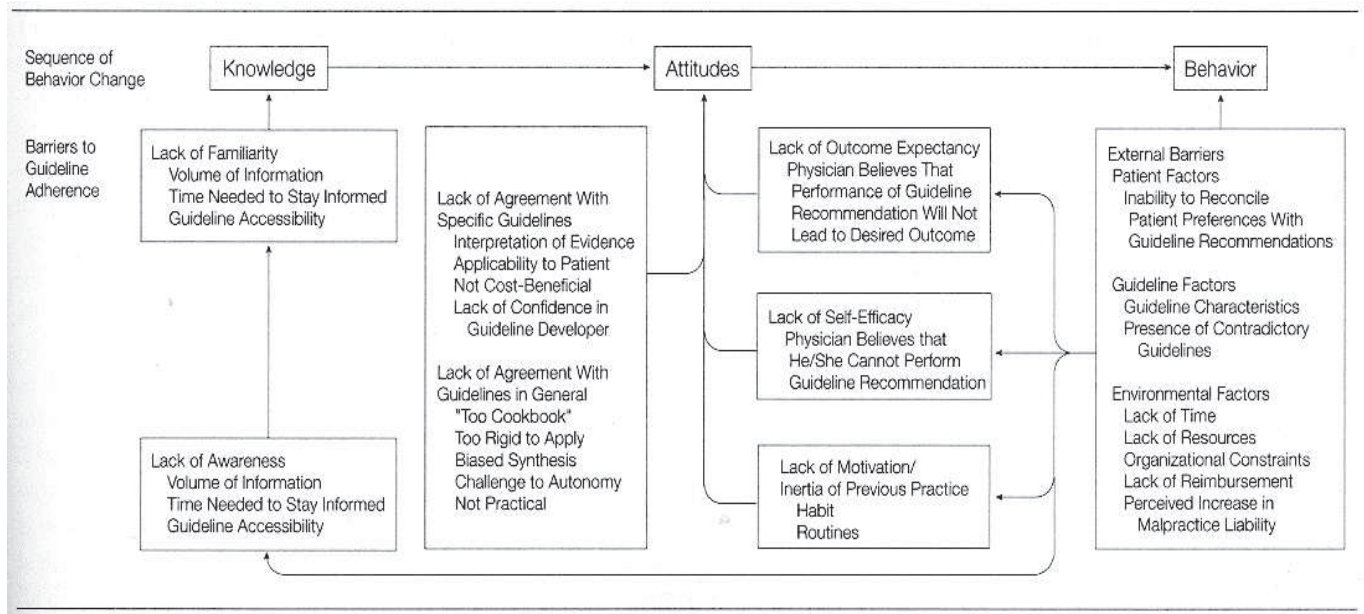 Sequence of
Behavior Change
Knowledge
Attitudes
Behavior
Barriers to
Guideline
Adherence
Lack of Familiarity
Volume of Information
Time Needed to Stay Informed
Guideline Accessibility
Lack of Awareness
Volume of Information
Time Needed to Stay Informed
Guideline Accessibility
Lack of Agreement With
Specific Guidelines
Interpretation of Evidence
Applicability to Patient
Not Cost-Beneficial
Lack of Confidence in
Guideline Developer
Lack of Agreement With
Guidelines in General
"Too Cookbook"
Too Rigid to Apply
Biased Synthesis
Challenge to Autonomy
Not Practical
Lack of Outcome Expectancy
Physician Believes That
Performance of Guideline
Recommendation Will Not
Lead to Desired Outcome
Lack of Self-Efficacy
Physician Believes that
He/She Cannot Perform
Guideline Recommendation
Lack of Motivation/
Inertia of Previous Practice
Habit
Routines
External Barriers
Patient Factors
Inability to Reconcile
Patient Preferences With
Guideline Recommendations
Guideline Factors
Guideline Characteristics
Presence of Contradictory
Guidelines
Environmental Factors
Lack of Time
Lack of Resources
Organizational Constraints
Lack of Reimbursement
Perceived Increase in
Malpractice Liability